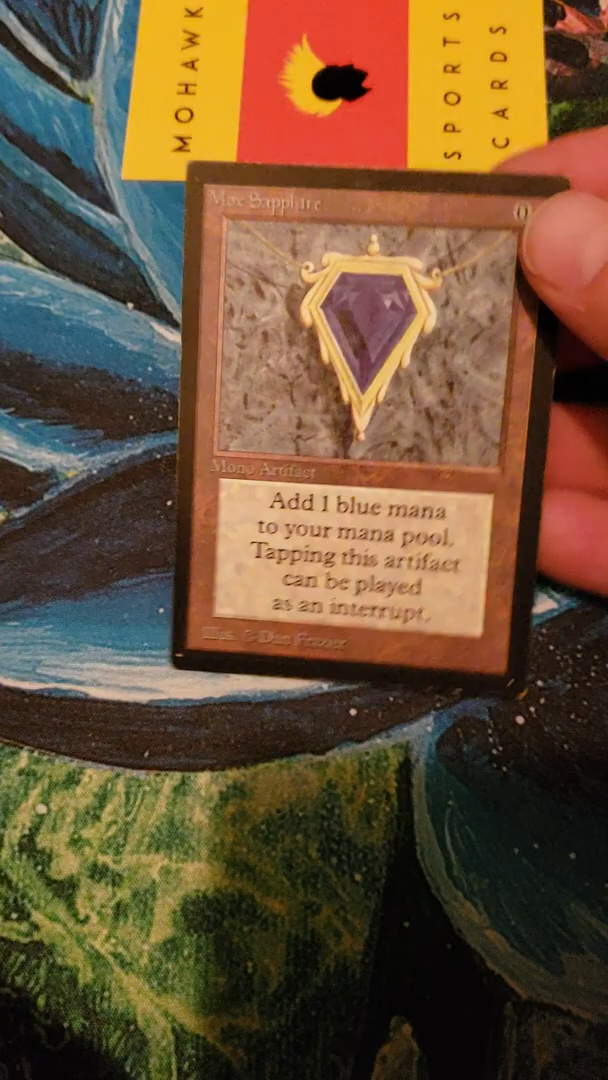 MOHAWK
SPORTS
CARDS
Mox Sapphire
0
Mono Artifact
Add 1 blue mana
to your mana pool.
Tapping this artifact
can be played
as an interrupt.
Illus. © Dan Frazier